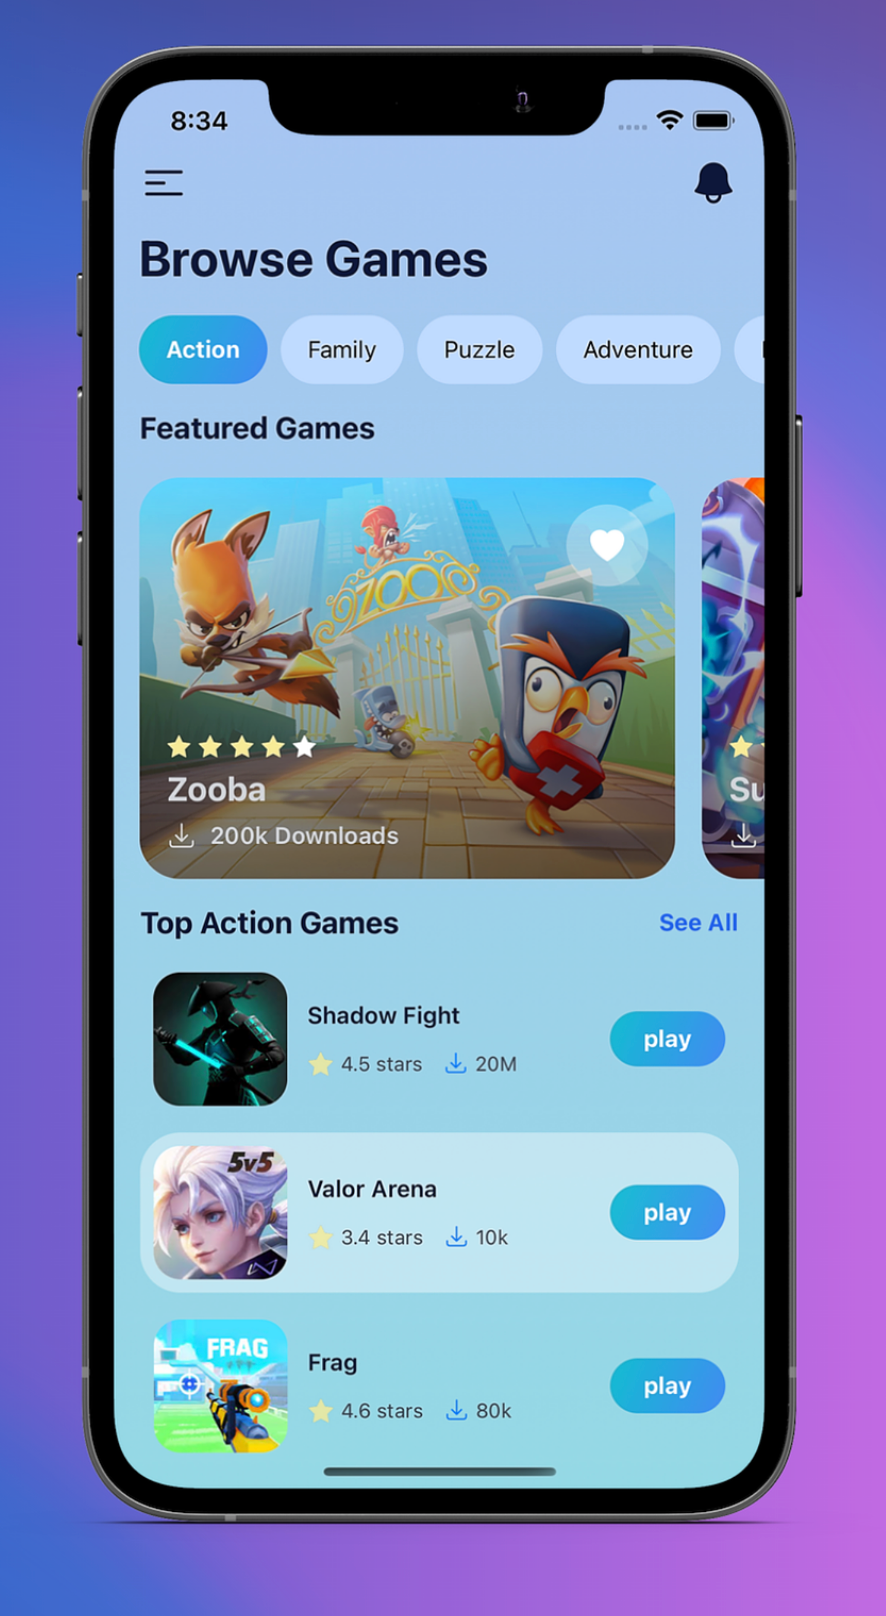 8:34
Browse Games
Action Family Puzzle Adventure
Featured Games
ZOO
Zooba
200k Downloads
Su
Top Action Games See All
Shadow Fight
4.5 stars 20M
play
5v5
Valor Arena
3.4 stars 10k
play
FRAG
Frag
4.6 stars 80k
play